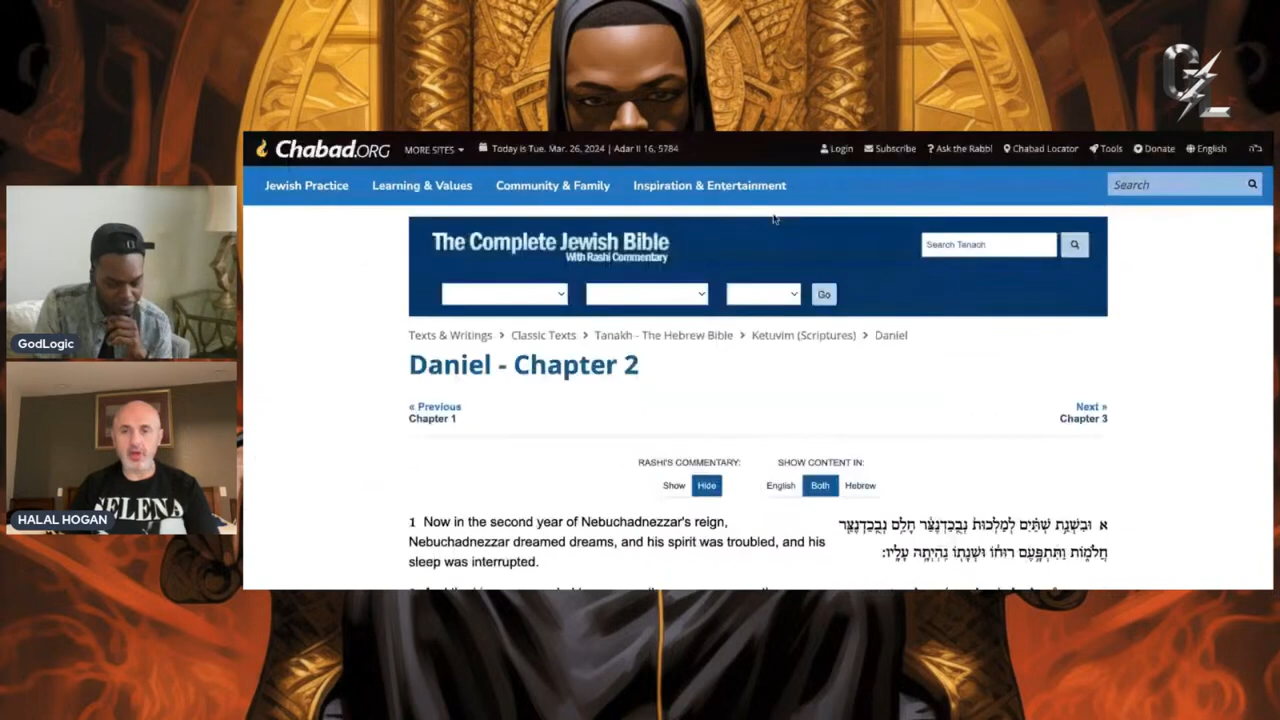 GL
Chabad.ORG MORE SITES Today is Tue. Mar. 26, 2024 | Adar II 16, 5784 Login Subscribe ? Ask the Rabbi Chabad Locator Tools Donate English ב"ה
Jewish Practice Learning & Values Community & Family Inspiration & Entertainment Search
The Complete Jewish Bible
With Rashi Commentary
Search Tanach
Go
Texts & Writings > Classic Texts > Tanakh - The Hebrew Bible > Ketuvim (Scriptures) > Daniel
Daniel - Chapter 2
« Previous
Chapter 1
Next »
Chapter 3
RASHI'S COMMENTARY: SHOW CONTENT IN:
Show Hide English Both Hebrew
1 Now in the second year of Nebuchadnezzar's reign,
Nebuchadnezzar dreamed dreams, and his spirit was troubled, and his
sleep was interrupted.
א וּבִשְׁנַ֣ת שְׁתַּ֗יִם לְמַלְכוּת֙ נְבֻכַדְנֶצַּ֔ר חָלַ֥ם נְבֻכַדְנֶצַּ֖ר
חֲלֹמ֑וֹת וַתִּתְפָּ֣עֶם רוּח֔וֹ וּשְׁנָת֖וֹ נִהְיְתָ֥ה עָלָֽיו:
GodLogic
SELENA
HALAL HOGAN